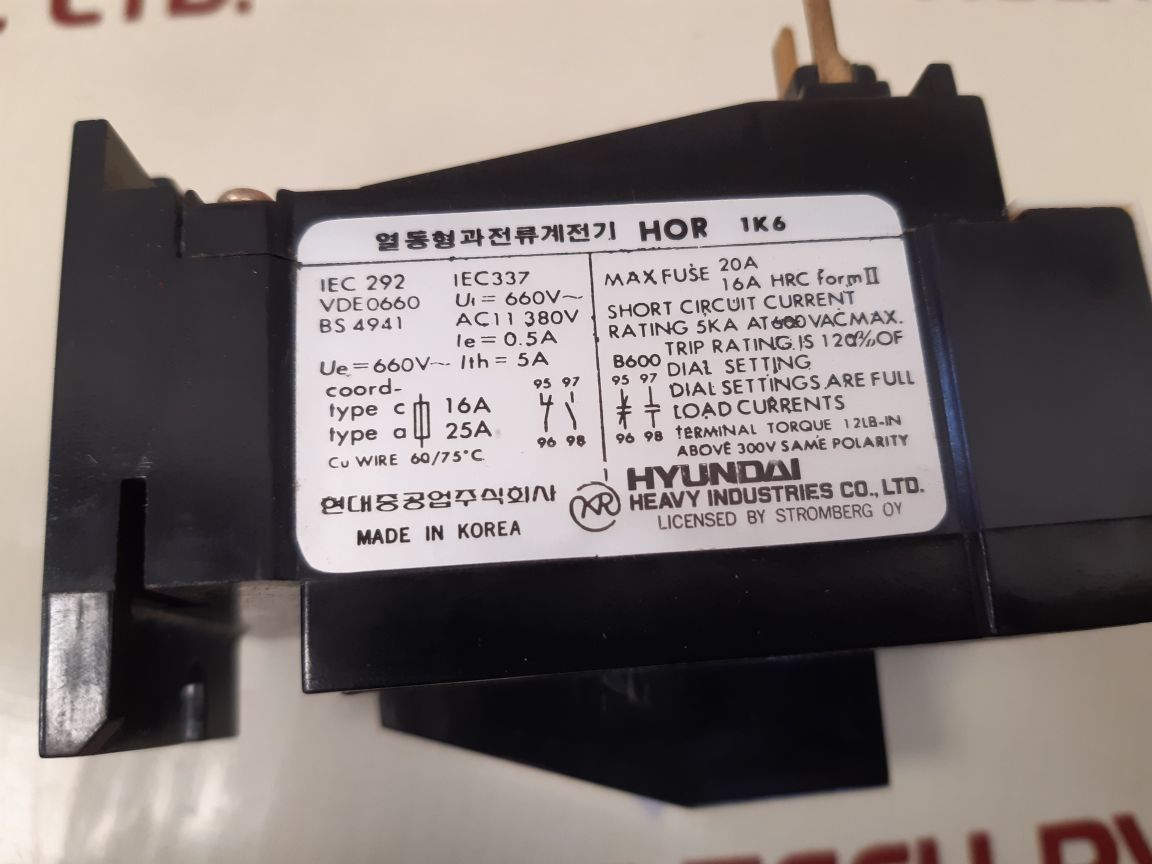 LTD.
열동형과전류계전기 HOR 1K6
IEC 292 IEC337
VDE0660 Ui = 660V~
BS 4941 AC11 380V
Ie = 0.5A
Ue = 660V~ Ith = 5A
coord-
type c 16A
type a 25A
95 97
96 98
Cu WIRE 60/75°C
현대중공업주식회사
MADE IN KOREA
MAX FUSE 20A
16A HRC form II
SHORT CIRCUIT CURRENT
RATING 5KA AT 600 VAC MAX.
TRIP RATING IS 120% OF
B600 DIAL SETTING
95 97 DIAL SETTINGS ARE FULL
LOAD CURRENTS
96 98 TERMINAL TORQUE 12LB-IN
ABOVE 300V SAME POLARITY
HYUNDAI
HEAVY INDUSTRIES CO., LTD.
LICENSED BY STROMBERG OY